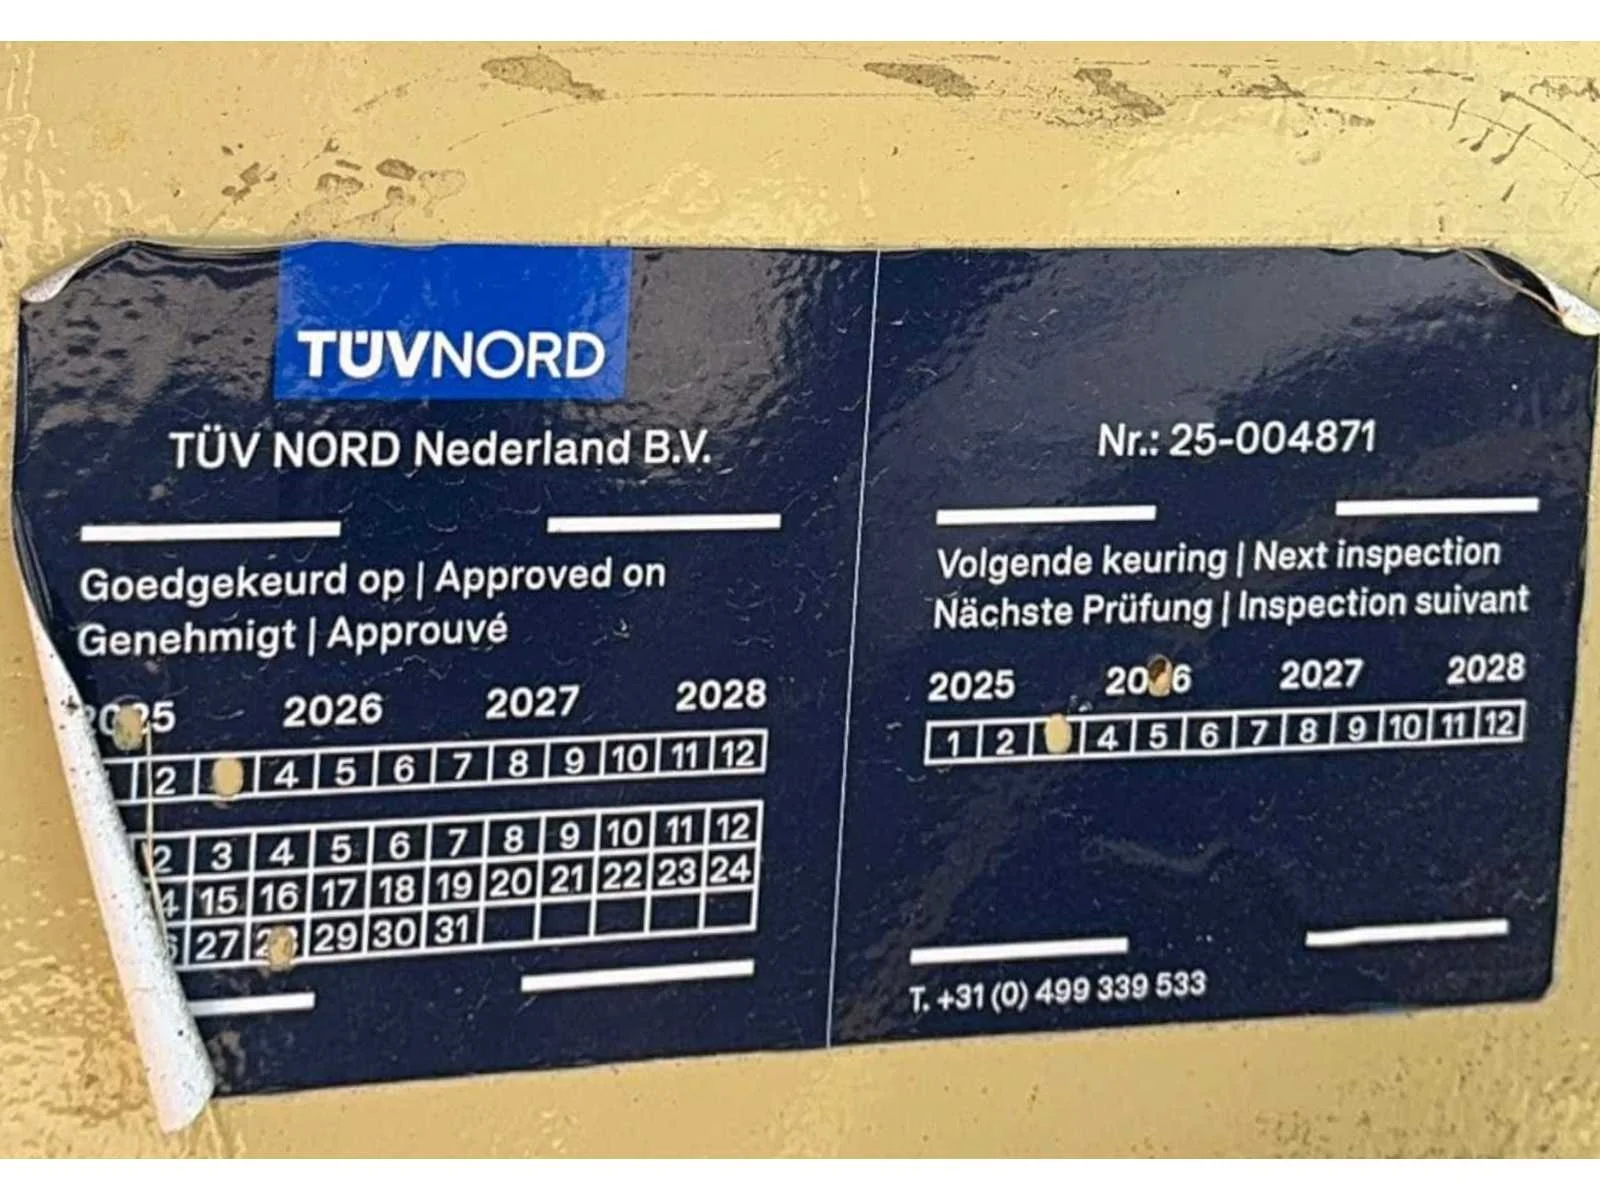 TÜVNORD
TÜV NORD Nederland B.V.
Goedgekeurd op | Approved on
Genehmigt | Approuvé
2026 2027 2028
2 4 5 6 7 8 9 10 11 12
2 3 4 5 6 7 8 9 10 11 12
15 16 17 18 19 20 21 22 23 24
27 29 30 31
Nr.: 25-004871
Volgende keuring | Next inspection
Nächste Prüfung | Inspection suivant
2025 2027 2028
1 2 4 5 6 7 8 9 10 11 12
T. +31 (0) 499 339 533